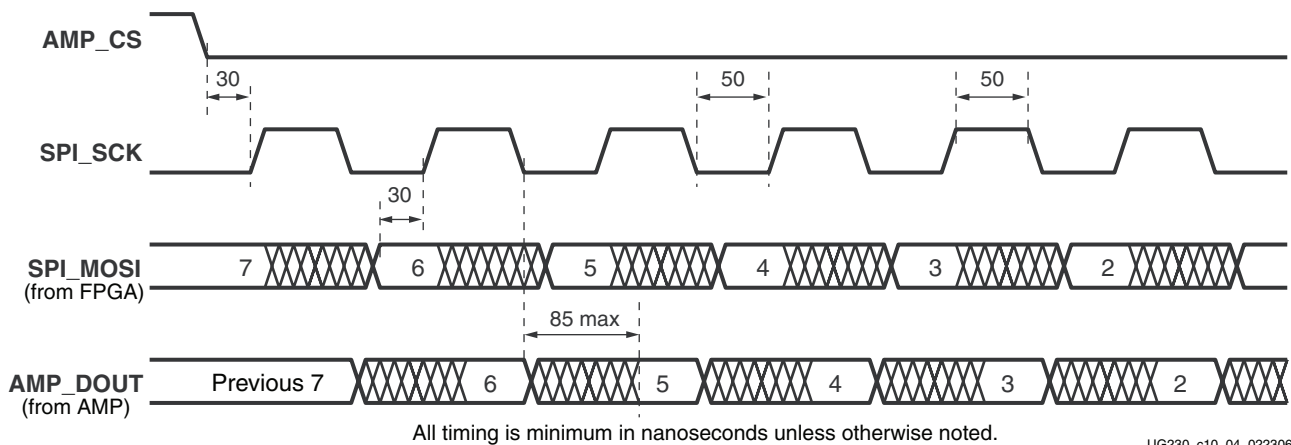 AMP_CS
30
50
50
SPI_SCK
30
SPI_MOSI
(from FPGA)
7
6
5
4
3
2
85 max
AMP_DOUT
(from AMP)
Previous 7
6
5
4
3
2
All timing is minimum in nanoseconds unless otherwise noted.
UG230_c10_04_022306